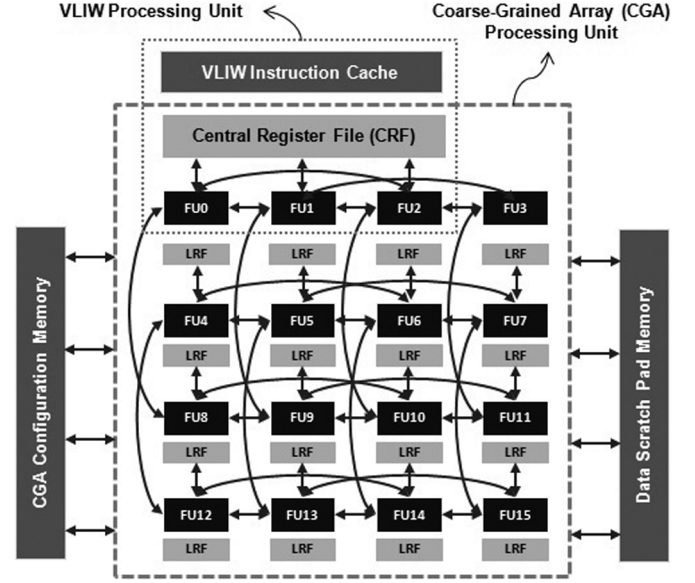 VLIW Processing Unit
Coarse-Grained Array (CGA)
Processing Unit
VLIW Instruction Cache
Central Register File (CRF)
FU0 FU1 FU2 FU3
LRF LRF LRF LRF
FU4 FU5 FU6 FU7
LRF LRF LRF LRF
FU8 FU9 FU10 FU11
LRF LRF LRF LRF
FU12 FU13 FU14 FU15
LRF LRF LRF LRF
CGA Configuration Memory
Data Scratch Pad Memory